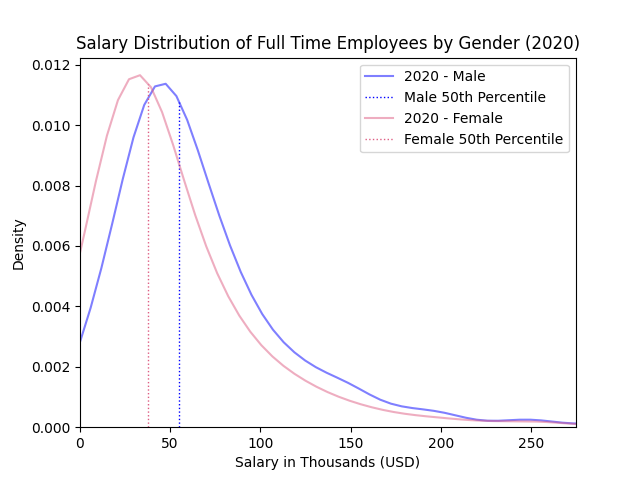 Salary Distribution of Full Time Employees by Gender (2020)
2020 - Male
Male 50th Percentile
2020 - Female
Female 50th Percentile
Density
0.012
0.010
0.008
0.006
0.004
0.002
0.000
0 50 100 150 200 250
Salary in Thousands (USD)